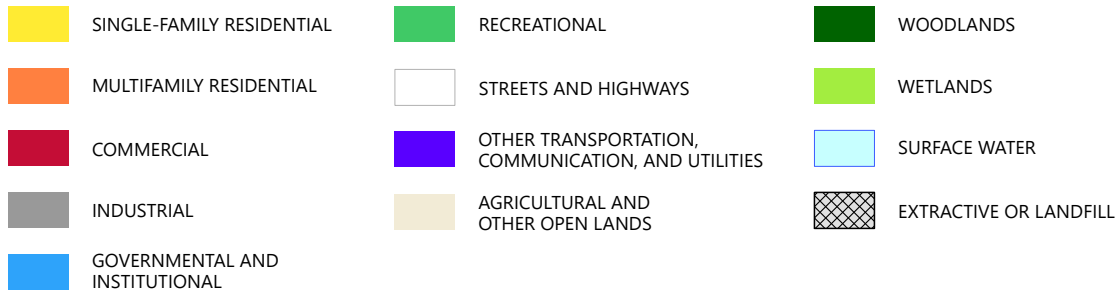 SINGLE-FAMILY RESIDENTIAL
MULTIFAMILY RESIDENTIAL
COMMERCIAL
INDUSTRIAL
GOVERNMENTAL AND
INSTITUTIONAL
RECREATIONAL
STREETS AND HIGHWAYS
OTHER TRANSPORTATION,
COMMUNICATION, AND UTILITIES
AGRICULTURAL AND
OTHER OPEN LANDS
WOODLANDS
WETLANDS
SURFACE WATER
EXTRACTIVE OR LANDFILL